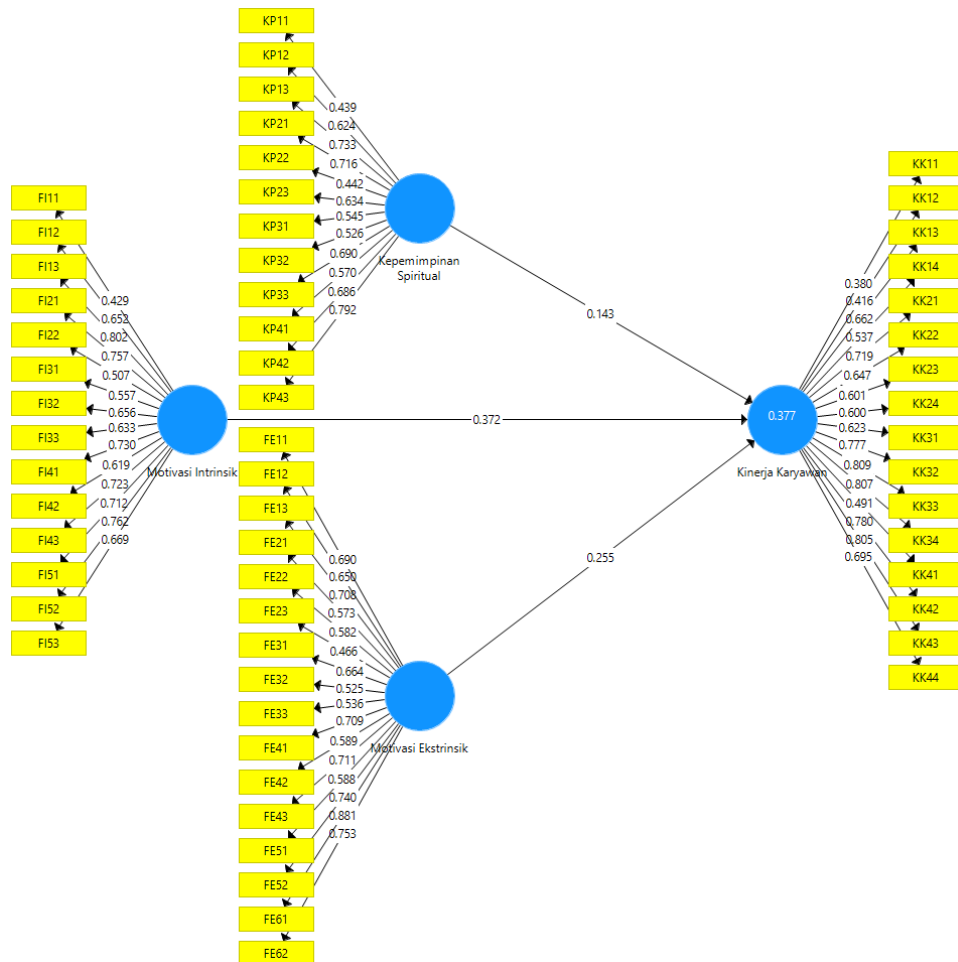 KP11
KP12
KP13
KP21
KP22
KP23
KP31
KP32
KP33
KP41
KP42
KP43
0.439
0.624
0.733
0.716
0.442
0.634
0.545
0.526
0.690
0.570
0.686
0.792
Kepemimpinan
Spiritual
0.143
FI11
FI12
FI13
FI21
FI22
FI31
FI32
FI33
FI41
FI42
FI43
FI51
FI52
FI53
0.429
0.652
0.802
0.757
0.507
0.557
0.656
0.633
0.730
0.619
0.723
0.712
0.762
0.669
Motivasi Intrinsik
0.372
FE11
FE12
FE13
FE21
FE22
FE23
FE31
FE32
FE33
FE41
FE42
FE43
FE51
FE52
FE61
FE62
0.690
0.650
0.708
0.573
0.582
0.466
0.664
0.525
0.536
0.709
0.589
0.711
0.588
0.740
0.881
0.753
Motivasi Ekstrinsik
0.255
0.377
Kinerja Karyawan
0.380
0.416
0.662
0.537
0.719
0.647
0.601
0.600
0.623
0.777
0.809
0.807
0.491
0.780
0.805
0.695
KK11
KK12
KK13
KK14
KK21
KK22
KK23
KK24
KK31
KK32
KK33
KK34
KK41
KK42
KK43
KK44